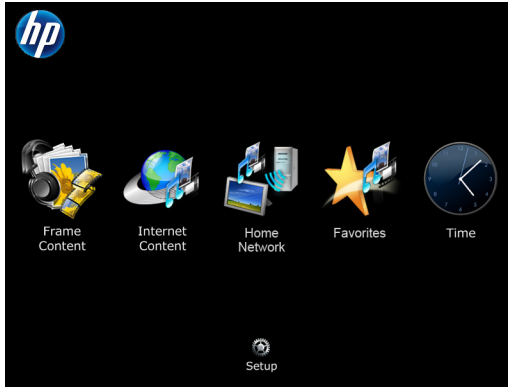 hp
Frame
Content
Internet
Content
Home
Network
Favorites
Time
Setup